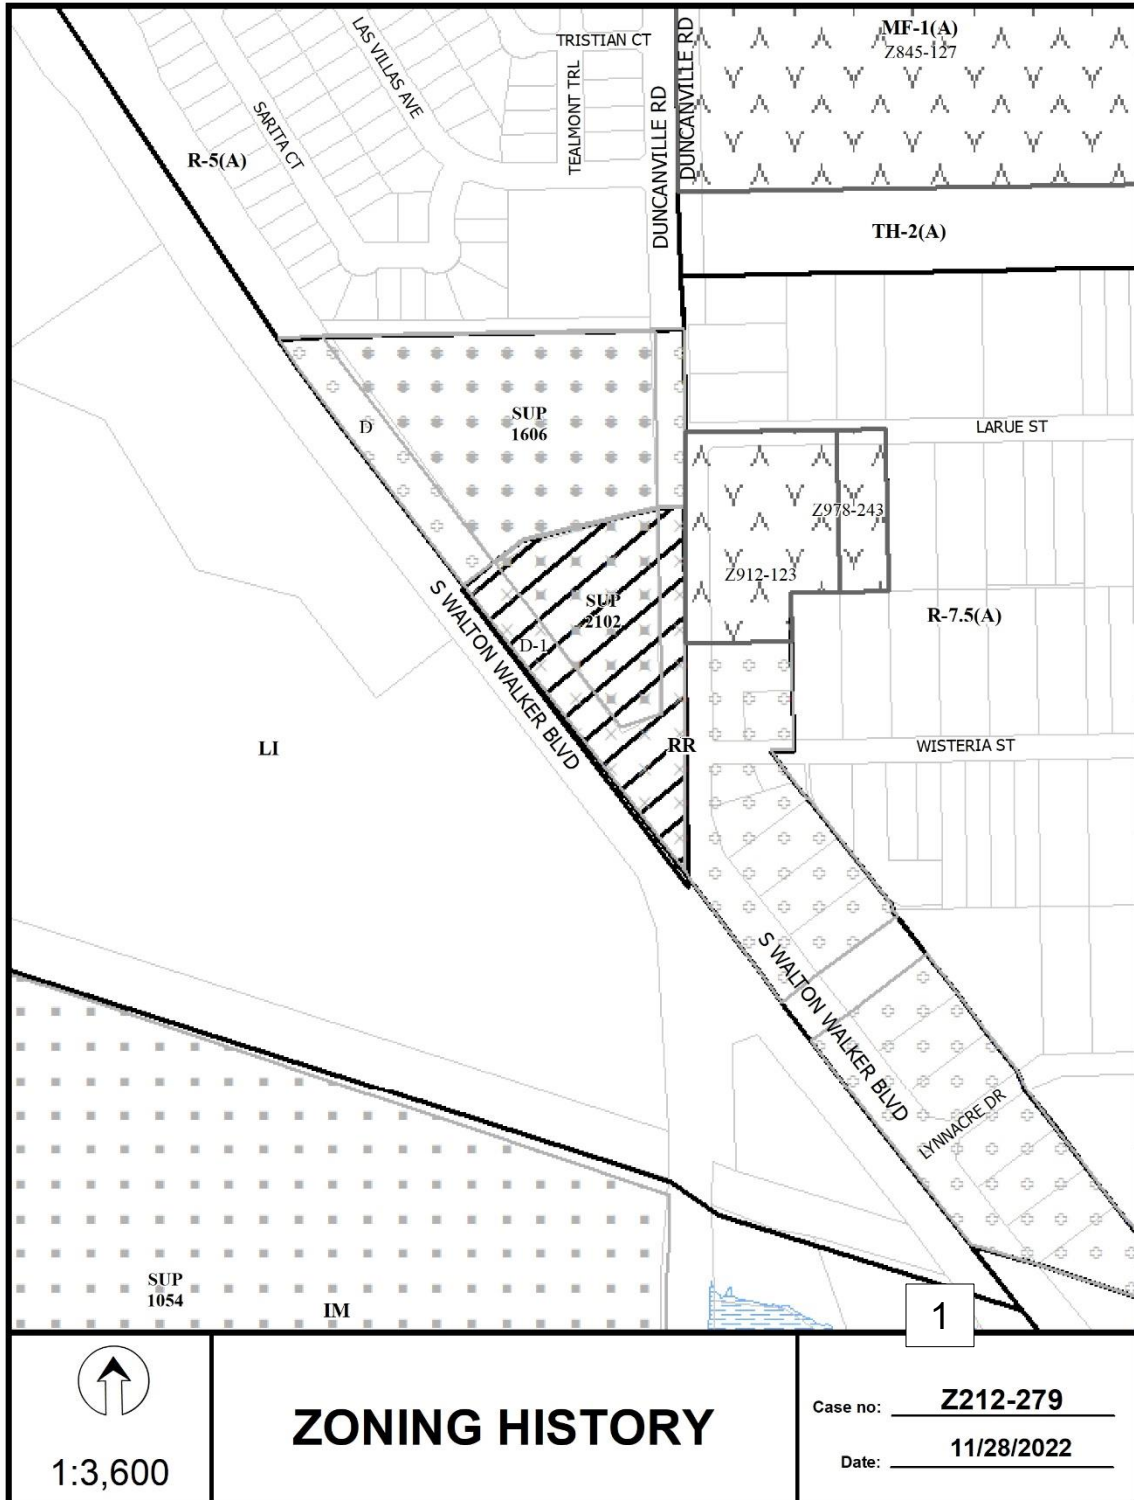 MF-1(A)
Z845-127
TRISTIAN CT
LAS VILLAS AVE
DUNCANVILLE RD
TEALMONT TRL
DUNCANVILLE RD
SARITA CT
R-5(A)
TH-2(A)
SUP
1606
D
LARUE ST
Z978-243
Z912-123
SUP
2102
R-7.5(A)
D-1
S WALTON WALKER BLVD
RR
LI
WISTERIA ST
S WALTON WALKER BLVD
LYNNACRE DR
SUP
1054
IM
1
1:3,600
ZONING HISTORY
Case no: Z212-279
Date: 11/28/2022